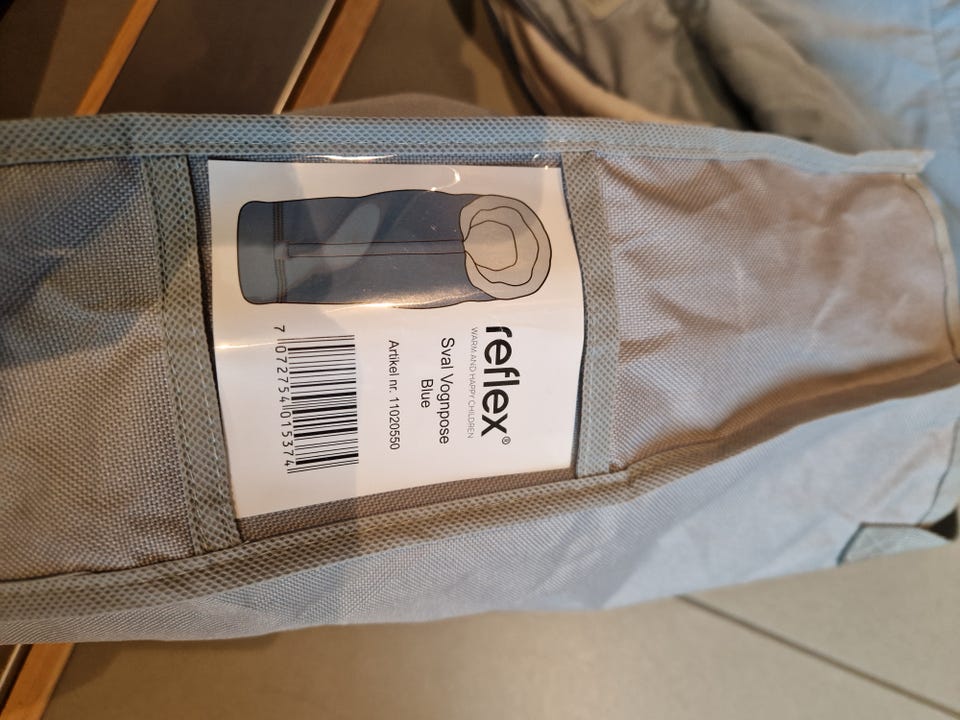 reflex®
WARM AND HAPPY CHILDREN
Sval Vognpose
Blue
Artikel nr. 11020550
7 072754 015374